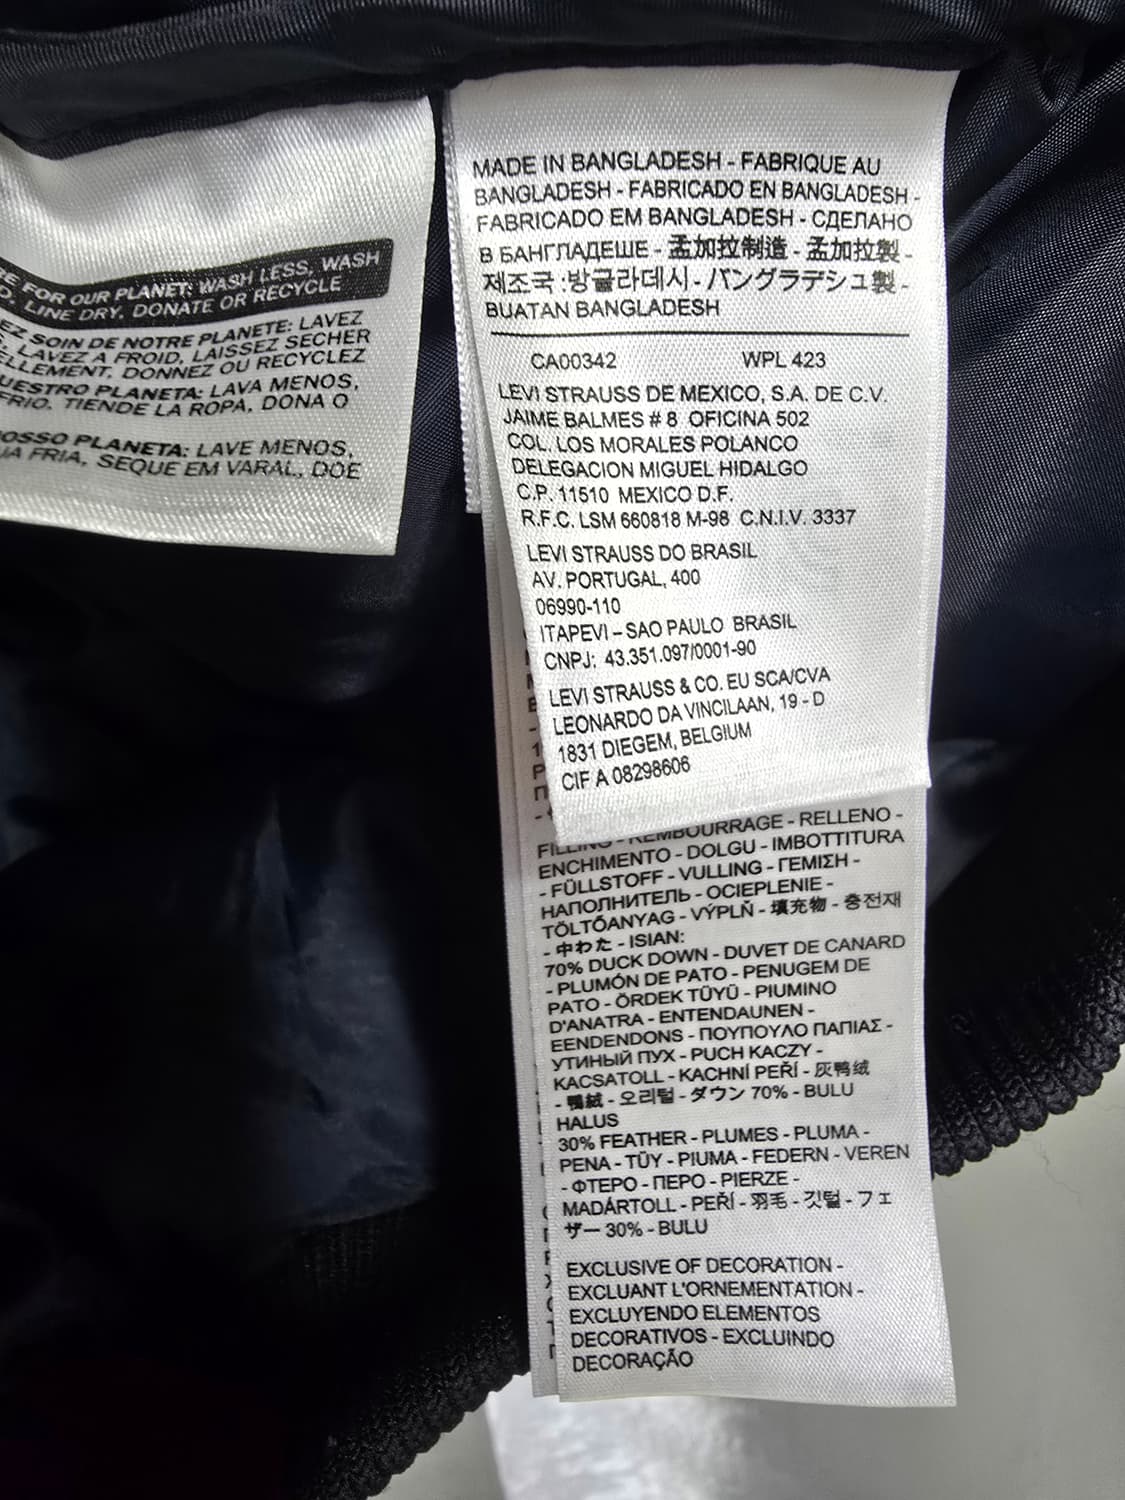 FOR OUR PLANET: WASH LESS, WASH
LINE DRY, DONATE OR RECYCLE
SOIN DE NOTRE PLANETE: LAVEZ
LAVEZ A FROID, LAISSEZ SECHER
DONNEZ OU RECYCLEZ
PLANETA: LAVA MENOS,
FRIO. TIENDE LA ROPA, DONA O
PLANETA: LAVE MENOS,
FRIA, SEQUE EM VARAL, DOE
MADE IN BANGLADESH - FABRIQUE AU
BANGLADESH - FABRICADO EN BANGLADESH -
FABRICADO EM BANGLADESH - СДЕЛАНО
В БАНГЛАДЕШЕ - 孟加拉制造 - 孟加拉製 -
제조국 :방글라데시 - バングラデシュ製 -
BUATAN BANGLADESH
CA00342 WPL 423
LEVI STRAUSS DE MEXICO, S.A. DE C.V.
JAIME BALMES # 8 OFICINA 502
COL. LOS MORALES POLANCO
DELEGACION MIGUEL HIDALGO
C.P. 11510 MEXICO D.F.
R.F.C. LSM 660818 M-98 C.N.I.V. 3337
LEVI STRAUSS DO BRASIL
AV. PORTUGAL, 400
06990-110
ITAPEVI – SAO PAULO BRASIL
CNPJ: 43.351.097/0001-90
LEVI STRAUSS & CO. EU SCA/CVA
LEONARDO DA VINCILAAN, 19 - D
1831 DIEGEM, BELGIUM
CIF A 08298606
FILLING - REMBOURRAGE - RELLENO -
ENCHIMENTO - DOLGU - IMBOTTITURA
- FÜLLSTOFF - VULLING - ΓΕΜΙΣΗ -
НАПОЛНИТЕЛЬ - OCIEPLENIE -
TÖLTŐANYAG - VÝPLŇ - 填充物 - 충전재
- 中わた - ISIAN:
70% DUCK DOWN - DUVET DE CANARD
- PLUMÓN DE PATO - PENUGEM DE
PATO - ÖRDEK TÜYÜ - PIUMINO
D'ANATRA - ENTENDAUNEN -
EENDENDONS - ΠΟΥΠΟΥΛΟ ΠΑΠΙΑΣ -
УТИНЫЙ ПУХ - PUCH KACZY -
KACSATOLL - KACHNÍ PEŘÍ - 灰鸭绒
- 鴨絨 - 오리털 - ダウン 70% - BULU
HALUS
30% FEATHER - PLUMES - PLUMA -
PENA - TÜY - PIUMA - FEDERN - VEREN
- ΦΤΕΡΟ - ПЕРО - PIERZE -
MADÁRTOLL - PEŘÍ - 羽毛 - 깃털 - フェ
ザー 30% - BULU
EXCLUSIVE OF DECORATION -
EXCLUANT L'ORNEMENTATION -
EXCLUYENDO ELEMENTOS
DECORATIVOS - EXCLUINDO
DECORAÇÃO